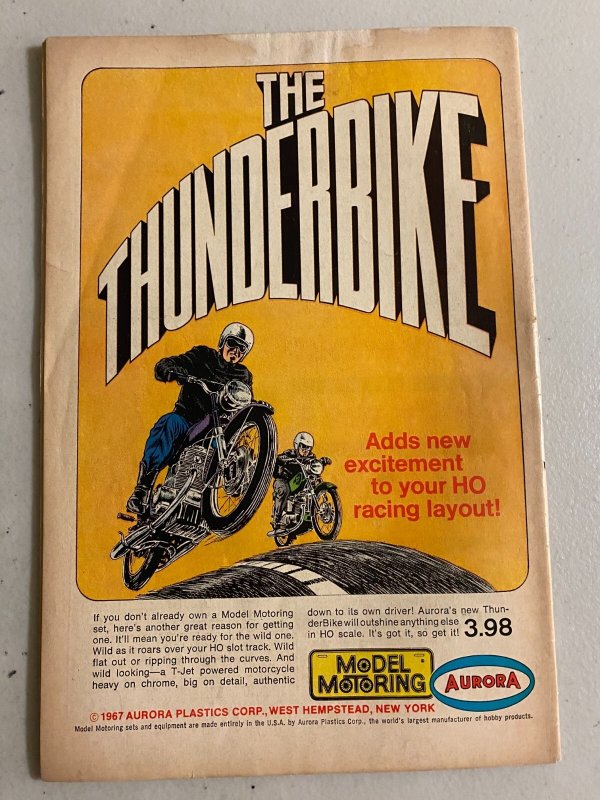 THE
THUNDERBIKE
Adds new
excitement
to your HO
racing layout!
If you don't already own a Model Motoring
set, here's another great reason for getting
one. It'll mean you're ready for the wild one.
Wild as it roars over your HO slot track. Wild
flat out or ripping through the curves. And
wild looking—a T-Jet powered motorcycle
heavy on chrome, big on detail, authentic
down to its own driver! Aurora's new Thun-
derBike will outshine anything else
in HO scale. It's got it, so get it! 3.98
MODEL
MOTORING
AURORA
© 1967 AURORA PLASTICS CORP., WEST HEMPSTEAD, NEW YORK
Model Motoring sets and equipment are made entirely in the U.S.A. by Aurora Plastics Corp., the world's largest manufacturer of hobby products.